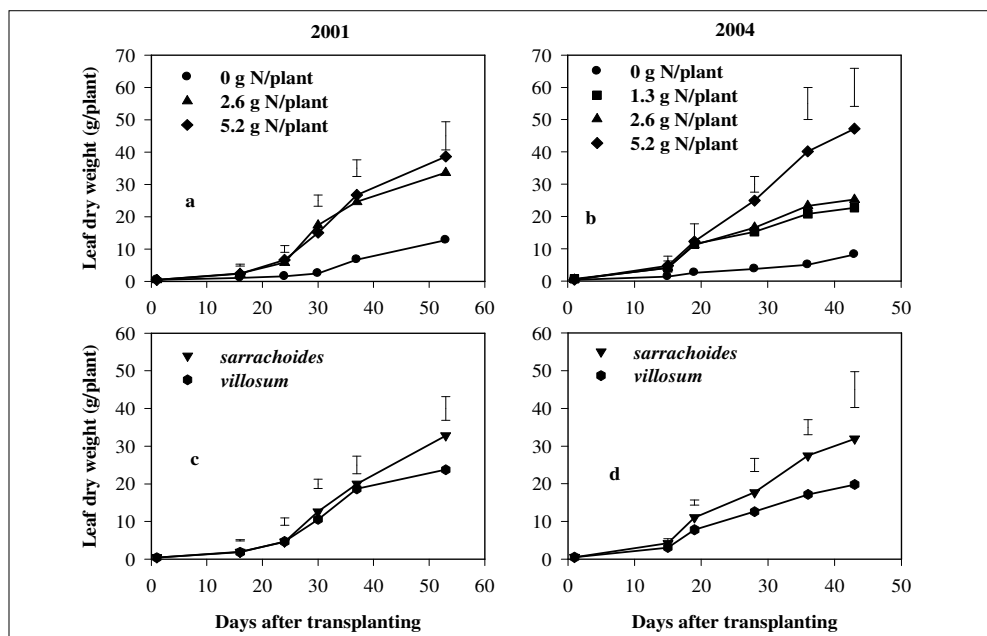 2001
2004
Leaf dry weight (g/plant)
70
60
50
40
30
20
10
0
0 g N/plant
2.6 g N/plant
5.2 g N/plant
a
0 10 20 30 40 50 60
70
60
50
40
30
20
10
0
0 g N/plant
1.3 g N/plant
2.6 g N/plant
5.2 g N/plant
b
0 10 20 30 40 50
Leaf dry weight (g/plant)
60
50
40
30
20
10
0
sarrachoides
villosum
c
0 10 20 30 40 50 60
Days after transplanting
60
50
40
30
20
10
0
sarrachoides
villosum
d
0 10 20 30 40 50
Days after transplanting